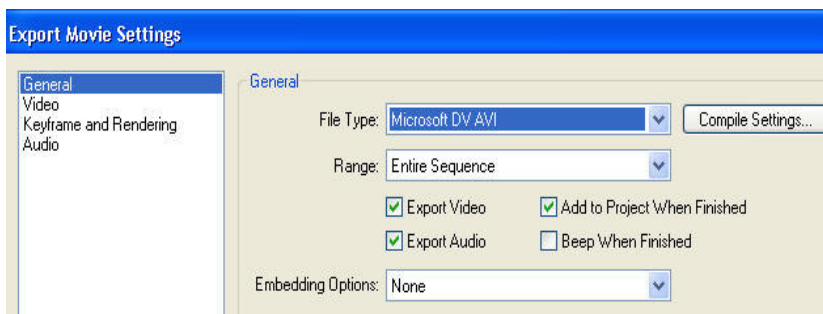 Export Movie Settings
General
Video
Keyframe and Rendering
Audio
General
File Type: Microsoft DV AVI Compile Settings...
Range: Entire Sequence
Export Video Add to Project When Finished
Export Audio Beep When Finished
Embedding Options: None